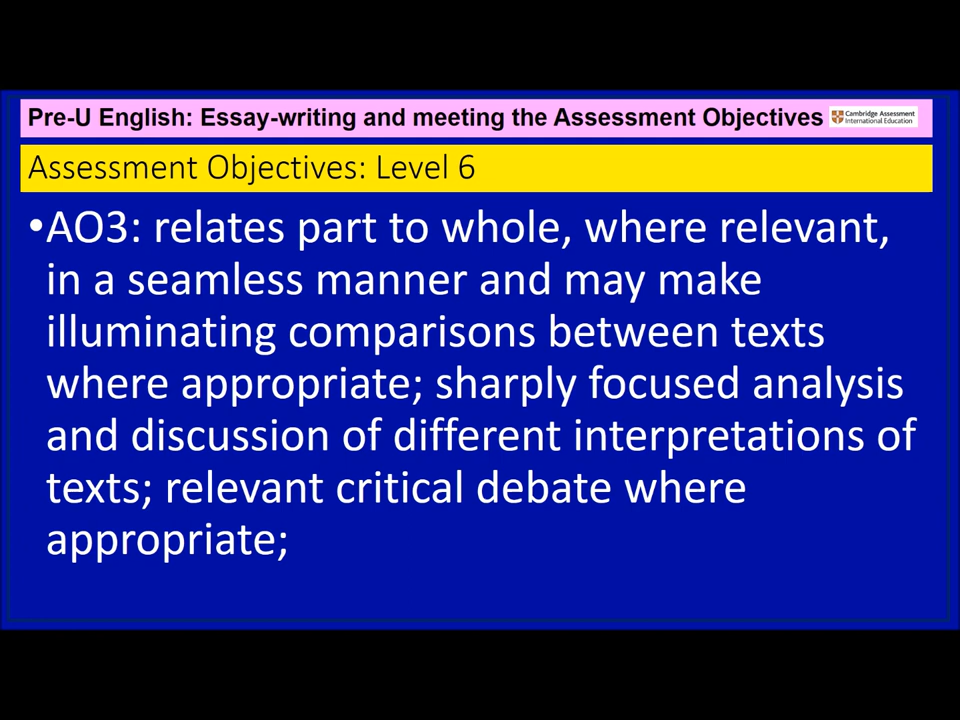 Pre-U English: Essay-writing and meeting the Assessment Objectives
Cambridge Assessment
International Education
Assessment Objectives: Level 6
•AO3: relates part to whole, where relevant,
in a seamless manner and may make
illuminating comparisons between texts
where appropriate; sharply focused analysis
and discussion of different interpretations of
texts; relevant critical debate where
appropriate;